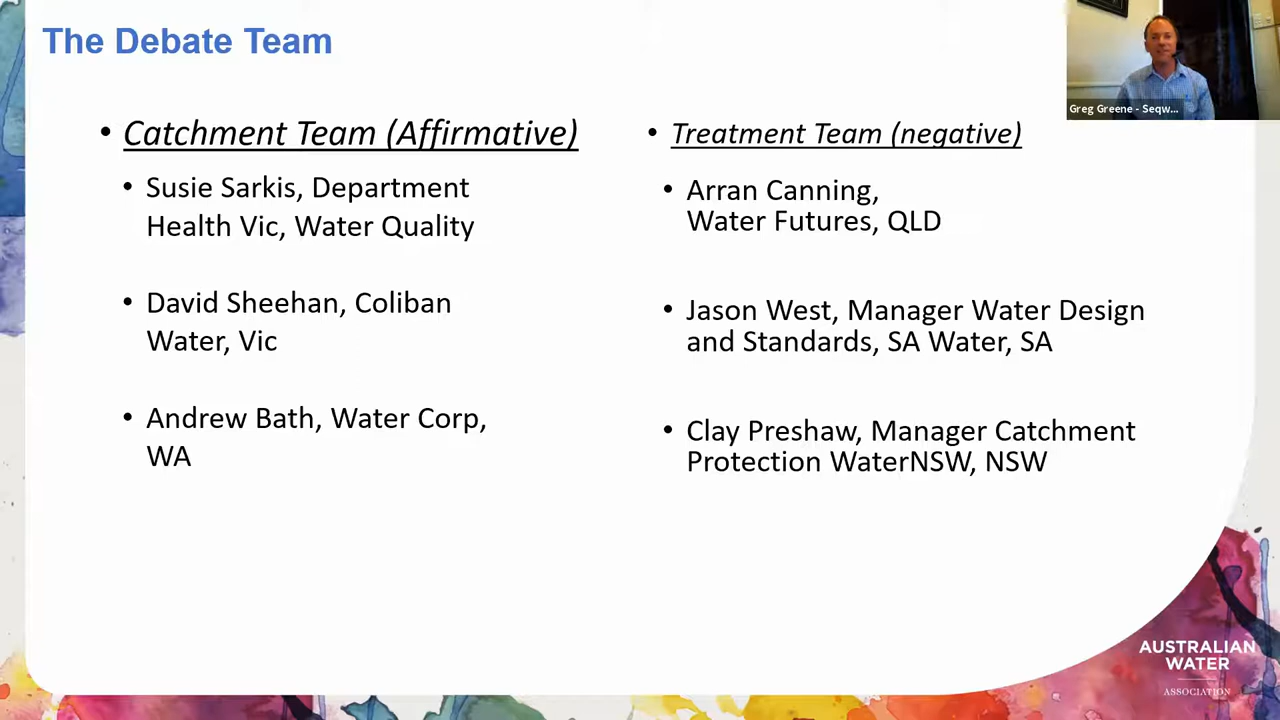 The Debate Team
Greg Greene - Seqw...
• Catchment Team (Affirmative)
• Susie Sarkis, Department
Health Vic, Water Quality
• David Sheehan, Coliban
Water, Vic
• Andrew Bath, Water Corp,
WA
• Treatment Team (negative)
• Arran Canning,
Water Futures, QLD
• Jason West, Manager Water Design
and Standards, SA Water, SA
• Clay Preshaw, Manager Catchment
Protection WaterNSW, NSW
AUSTRALIAN
WATER
ASSOCIATION